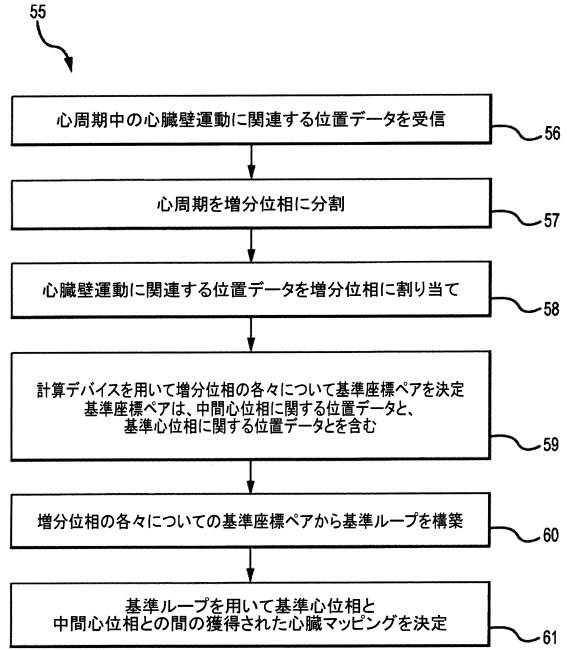 55
心周期中の心臓壁運動に関連する位置データを受信
56
心周期を増分位相に分割
57
心臓壁運動に関連する位置データを増分位相に割り当て
58
計算デバイスを用いて増分位相の各々について基準座標ペアを決定
基準座標ペアは、中間心位相に関する位置データと、
基準心位相に関する位置データとを含む
59
増分位相の各々についての基準座標ペアから基準ループを構築
60
基準ループを用いて基準心位相と
中間心位相との間の獲得された心臓マッピングを決定
61